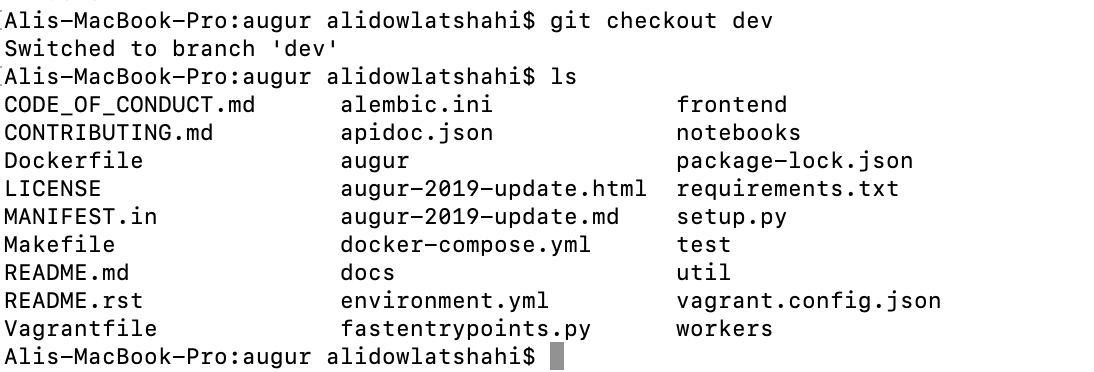 [Alis-MacBook-Pro:augur alidowlatshahi$ git checkout dev
Switched to branch 'dev'
[Alis-MacBook-Pro:augur alidowlatshahi$ ls
CODE_OF_CONDUCT.md alembic.ini frontend
CONTRIBUTING.md apidoc.json notebooks
Dockerfile augur package-lock.json
LICENSE augur-2019-update.html requirements.txt
MANIFEST.in augur-2019-update.md setup.py
Makefile docker-compose.yml test
README.md docs util
README.rst environment.yml vagrant.config.json
Vagrantfile fastentrypoints.py workers
Alis-MacBook-Pro:augur alidowlatshahi$